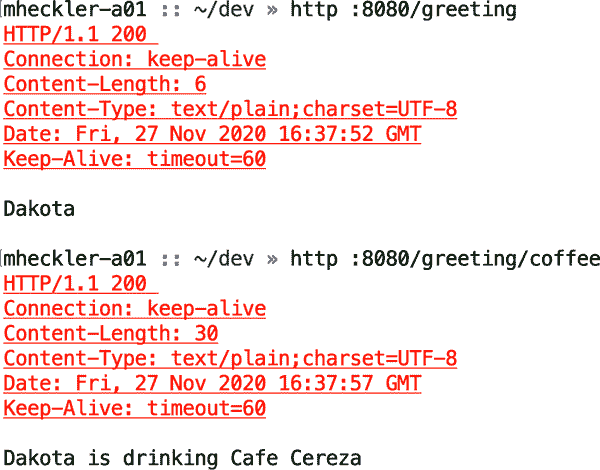 mheckler-a01 :: ~/dev » http :8080/greeting
HTTP/1.1 200
Connection: keep-alive
Content-Length: 6
Content-Type: text/plain;charset=UTF-8
Date: Fri, 27 Nov 2020 16:37:52 GMT
Keep-Alive: timeout=60
Dakota
mheckler-a01 :: ~/dev » http :8080/greeting/coffee
HTTP/1.1 200
Connection: keep-alive
Content-Length: 30
Content-Type: text/plain;charset=UTF-8
Date: Fri, 27 Nov 2020 16:37:57 GMT
Keep-Alive: timeout=60
Dakota is drinking Cafe Cereza